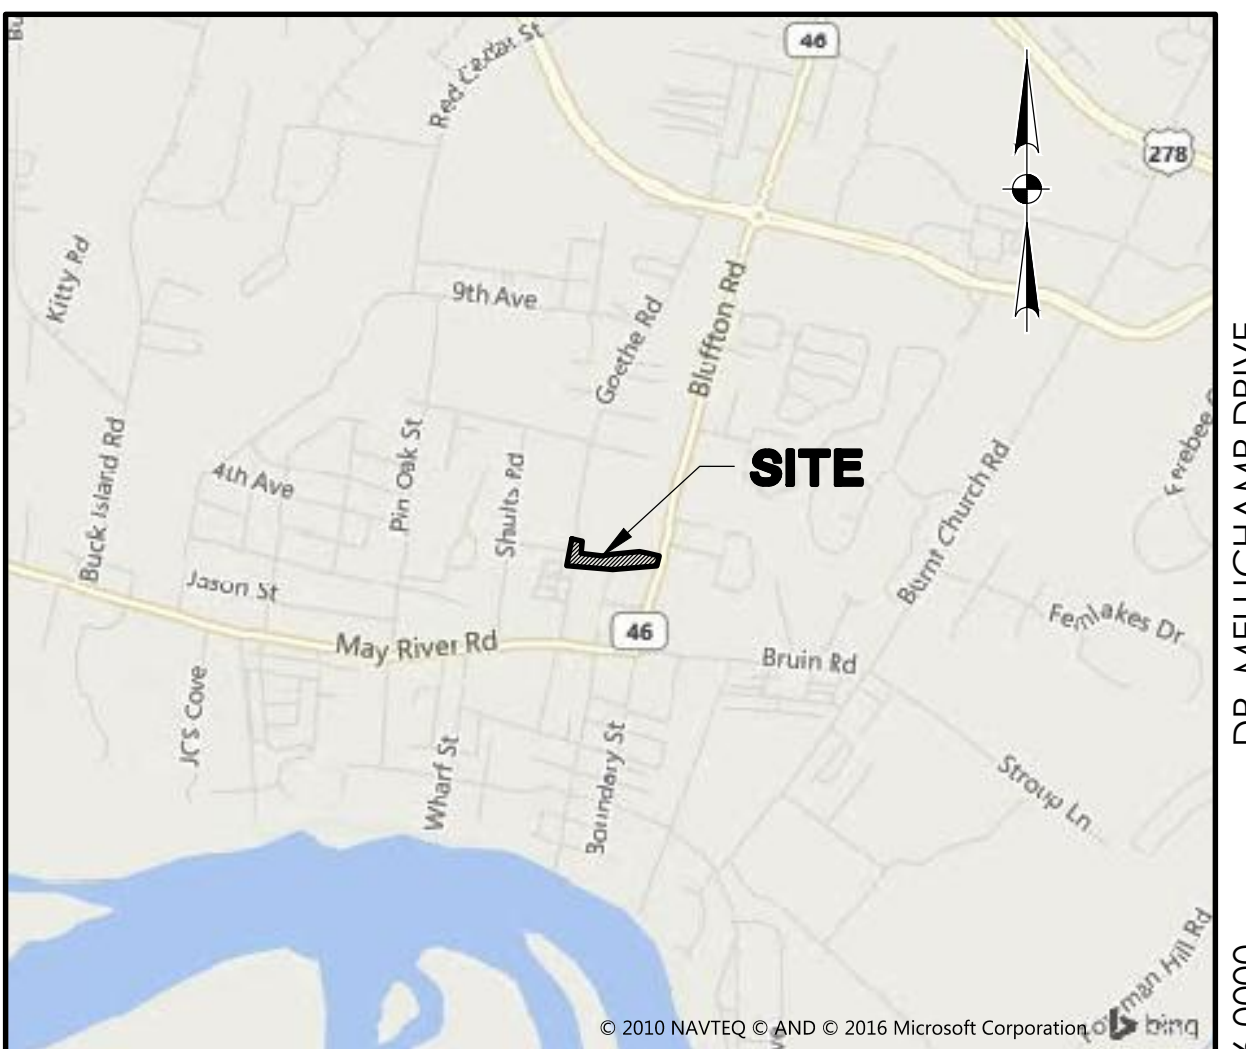 46
Red Cedar St
278
Kitty Rd
9th Ave
Goethe Rd
Bluffton Rd
Buck Island Rd
4th Ave
Pin Oak St
Shults Rd
SITE
Burnt Church Rd
Ferebee
Jason St
May River Rd
46
Bruin Rd
Fernlakes Dr
JC'S Cove
Wharf St
Boundary St
Stroup Ln
man Hill Rd
© 2010 NAVTEQ © AND © 2016 Microsoft Corporation
bing